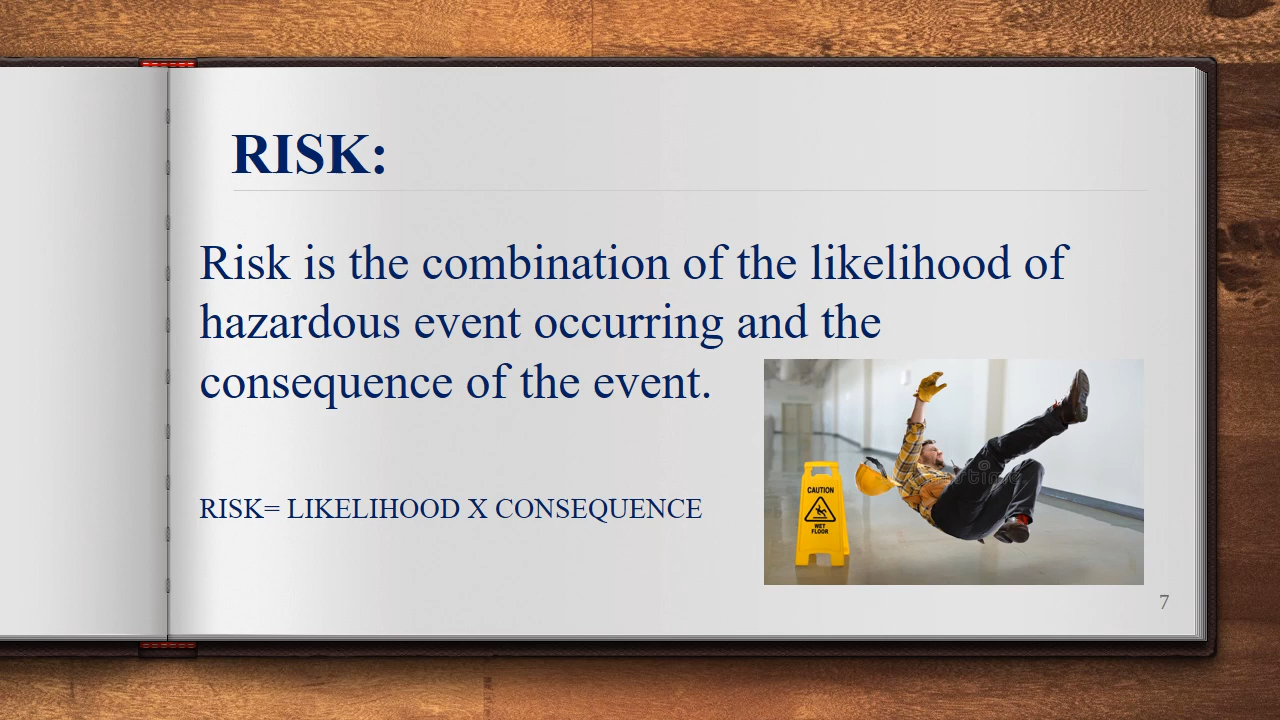 RISK:
Risk is the combination of the likelihood of
hazardous event occurring and the
consequence of the event.
RISK= LIKELIHOOD X CONSEQUENCE
CAUTION
WET
FLOOR
7